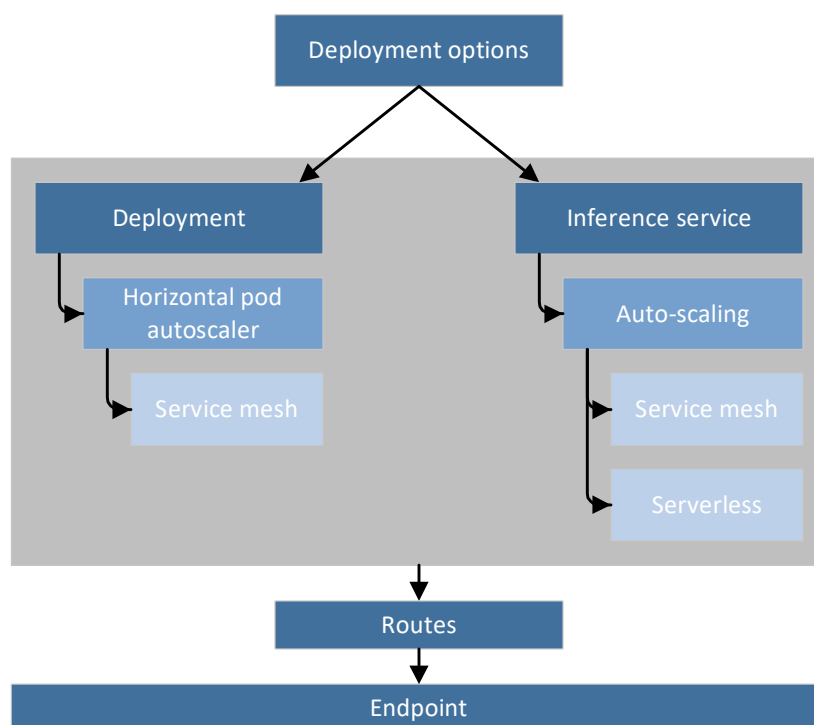 Deployment options
Deployment
Horizontal pod
autoscaler
Service mesh
Inference service
Auto-scaling
Service mesh
Serverless
Routes
Endpoint